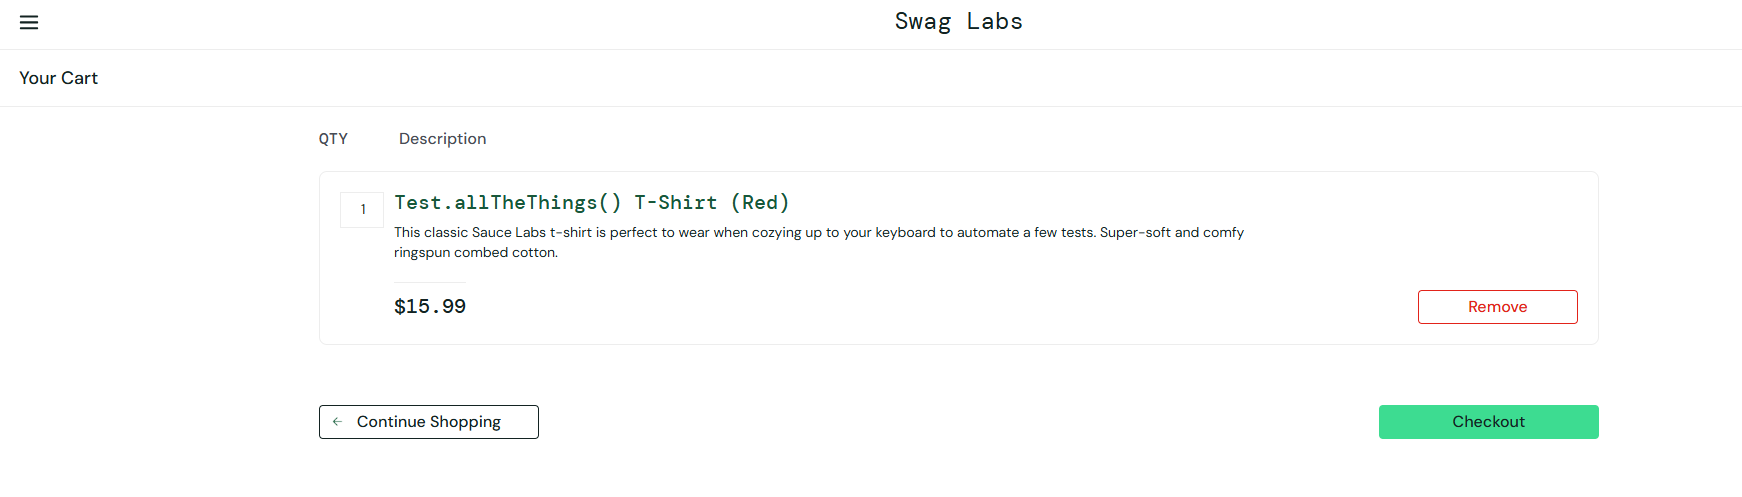 Swag Labs
Your Cart
QTY Description
1 Test.allTheThings() T-Shirt (Red)
This classic Sauce Labs t-shirt is perfect to wear when cozying up to your keyboard to automate a few tests. Super-soft and comfy
ringspun combed cotton.
$15.99 Remove
Continue Shopping Checkout